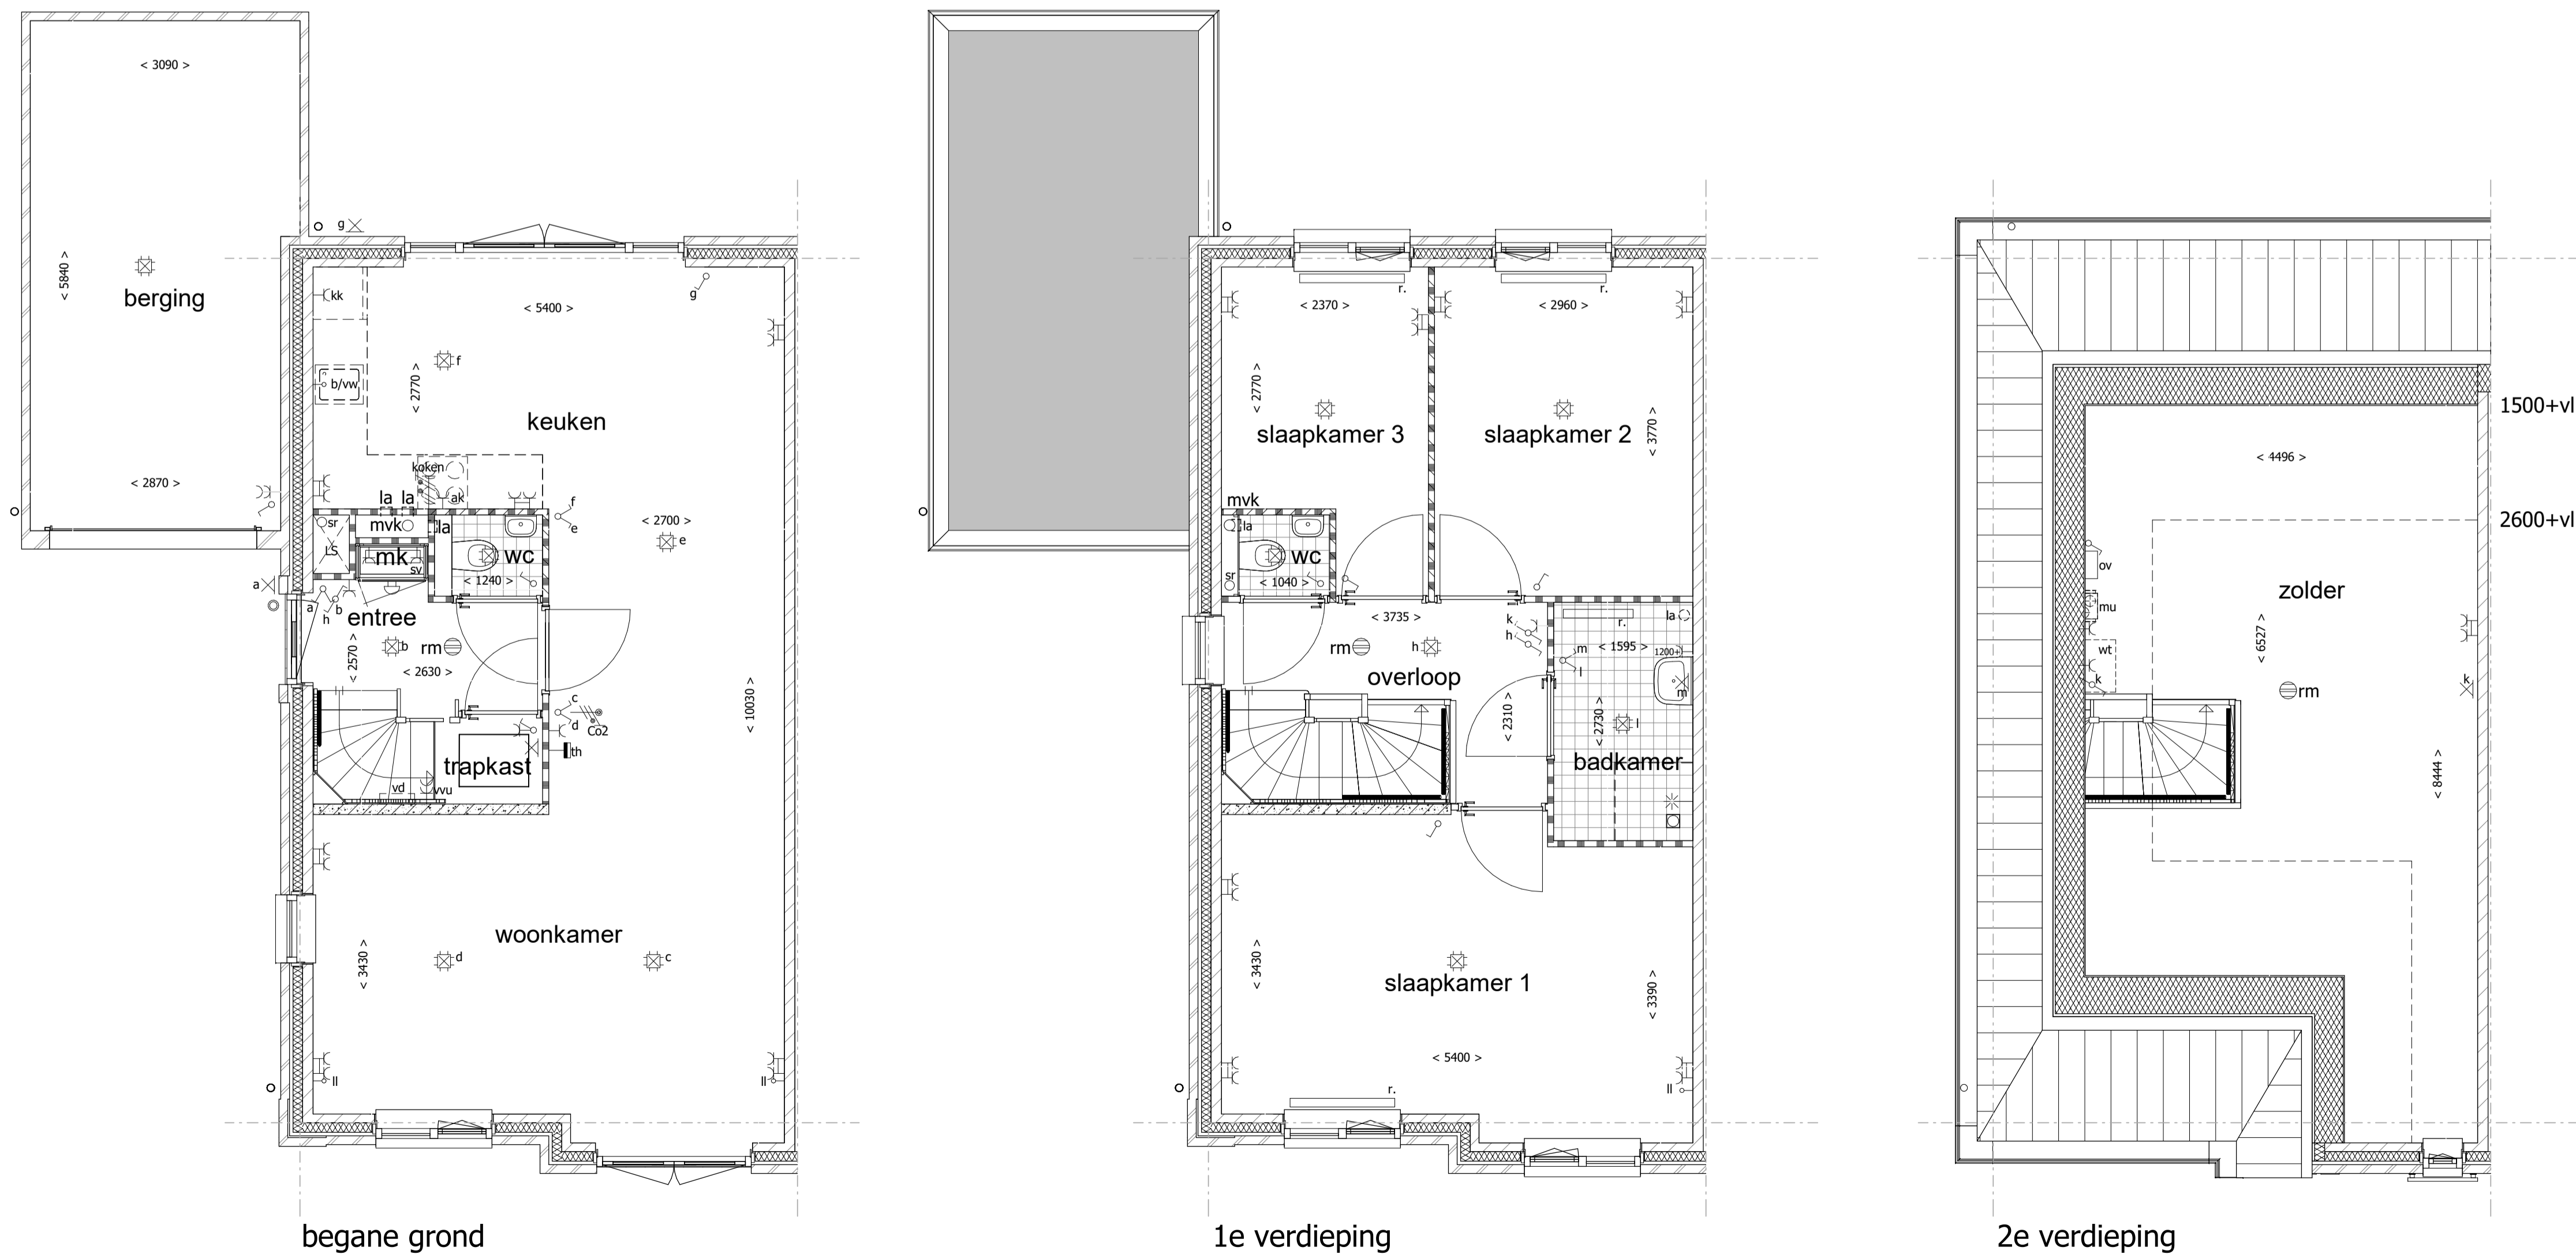 < 3090 >
< 5840 >
berging
< 2870 >
g
kk
< 5400 >
g
b/vw
< 2770 >
f
keuken
koken
ak
la la
sr
mvk
la
LS
mk
sv
wc
< 1240 >
f
e
< 2700 >
e
a
a
b
h
entree
b
rm
< 2570 >
< 2630 >
c
d
Co2
th
< 10030 >
trapkast
vd
vvu
woonkamer
< 3430 >
d
c
ll
ll
begane grond
r.
r.
< 2370 >
< 2960 >
< 2770 >
< 3770 >
slaapkamer 3
slaapkamer 2
mvk
la
wc
sr
< 1040 >
< 3735 >
rm
h
k
h
overloop
r.
la
m
l
< 1595 >
1200+
m
< 2310 >
< 2730 >
l
badkamer
< 3430 >
slaapkamer 1
< 3390 >
< 5400 >
r.
ll
1e verdieping
1500+vl
< 4496 >
2600+vl
ov
mu
zolder
wt
k
< 6527 >
rm
k
< 8444 >
2e verdieping